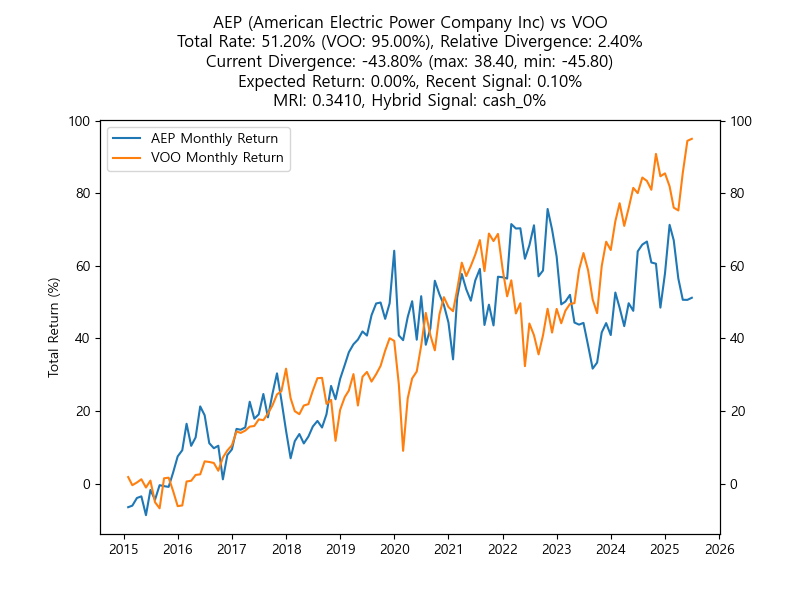 AEP (American Electric Power Company Inc) vs VOO
Total Rate: 51.20% (VOO: 95.00%), Relative Divergence: 2.40%
Current Divergence: -43.80% (max: 38.40, min: -45.80)
Expected Return: 0.00%, Recent Signal: 0.10%
MRI: 0.3410, Hybrid Signal: cash_0%
AEP Monthly Return
VOO Monthly Return
Total Return (%)
100
80
60
40
20
0
100
80
60
40
20
0
2015 2016 2017 2018 2019 2020 2021 2022 2023 2024 2025 2026